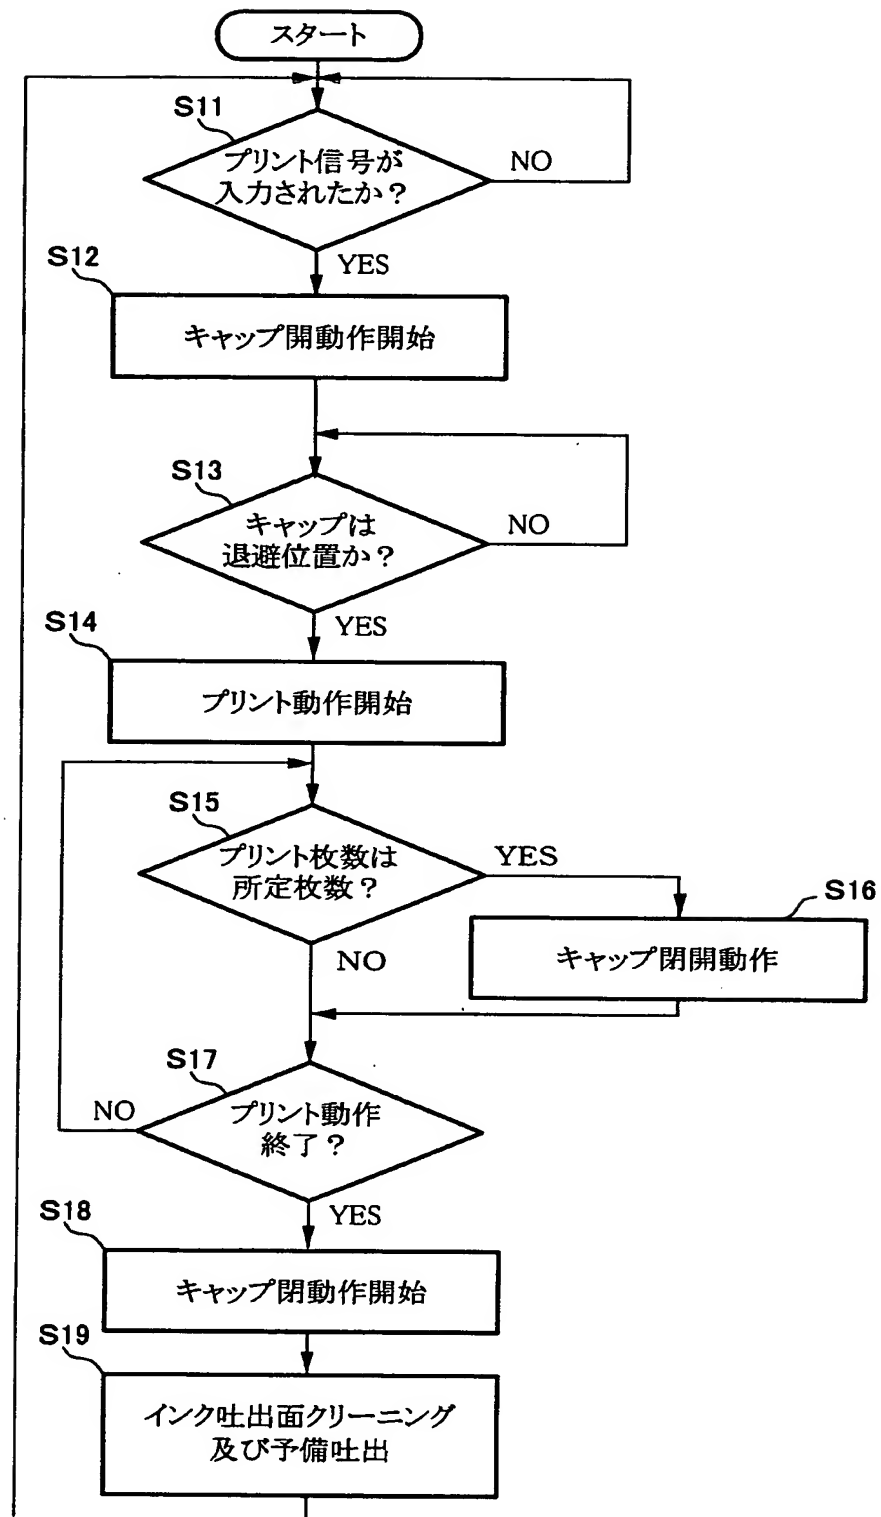 スタート
S11
プリント信号が
入力されたか？
NO
YES
S12
キャップ開動作開始
S13
キャップは
退避位置か？
NO
YES
S14
プリント動作開始
S15
プリント枚数は
所定枚数？
YES
S16
キャップ閉開動作
NO
S17
プリント動作
終了？
NO
YES
S18
キャップ閉動作開始
S19
インク吐出面クリーニング
及び予備吐出